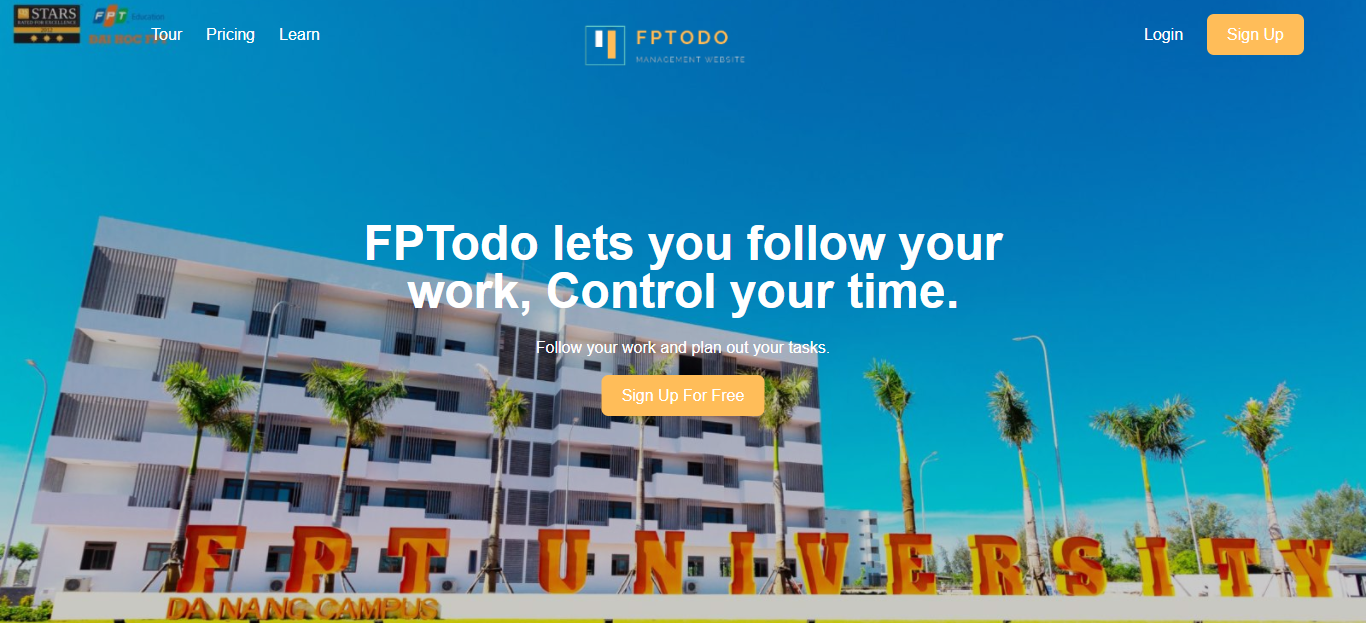 STARS
RATED FOR EXCELLENCE
2012
FPT Education
ĐẠI HỌC FPT
Tour Pricing Learn
FPTODO
MANAGEMENT WEBSITE
Login Sign Up
FPTodo lets you follow your
work, Control your time.
Follow your work and plan out your tasks.
Sign Up For Free
FPT UNIVERSITY
DA NANG CAMPUS